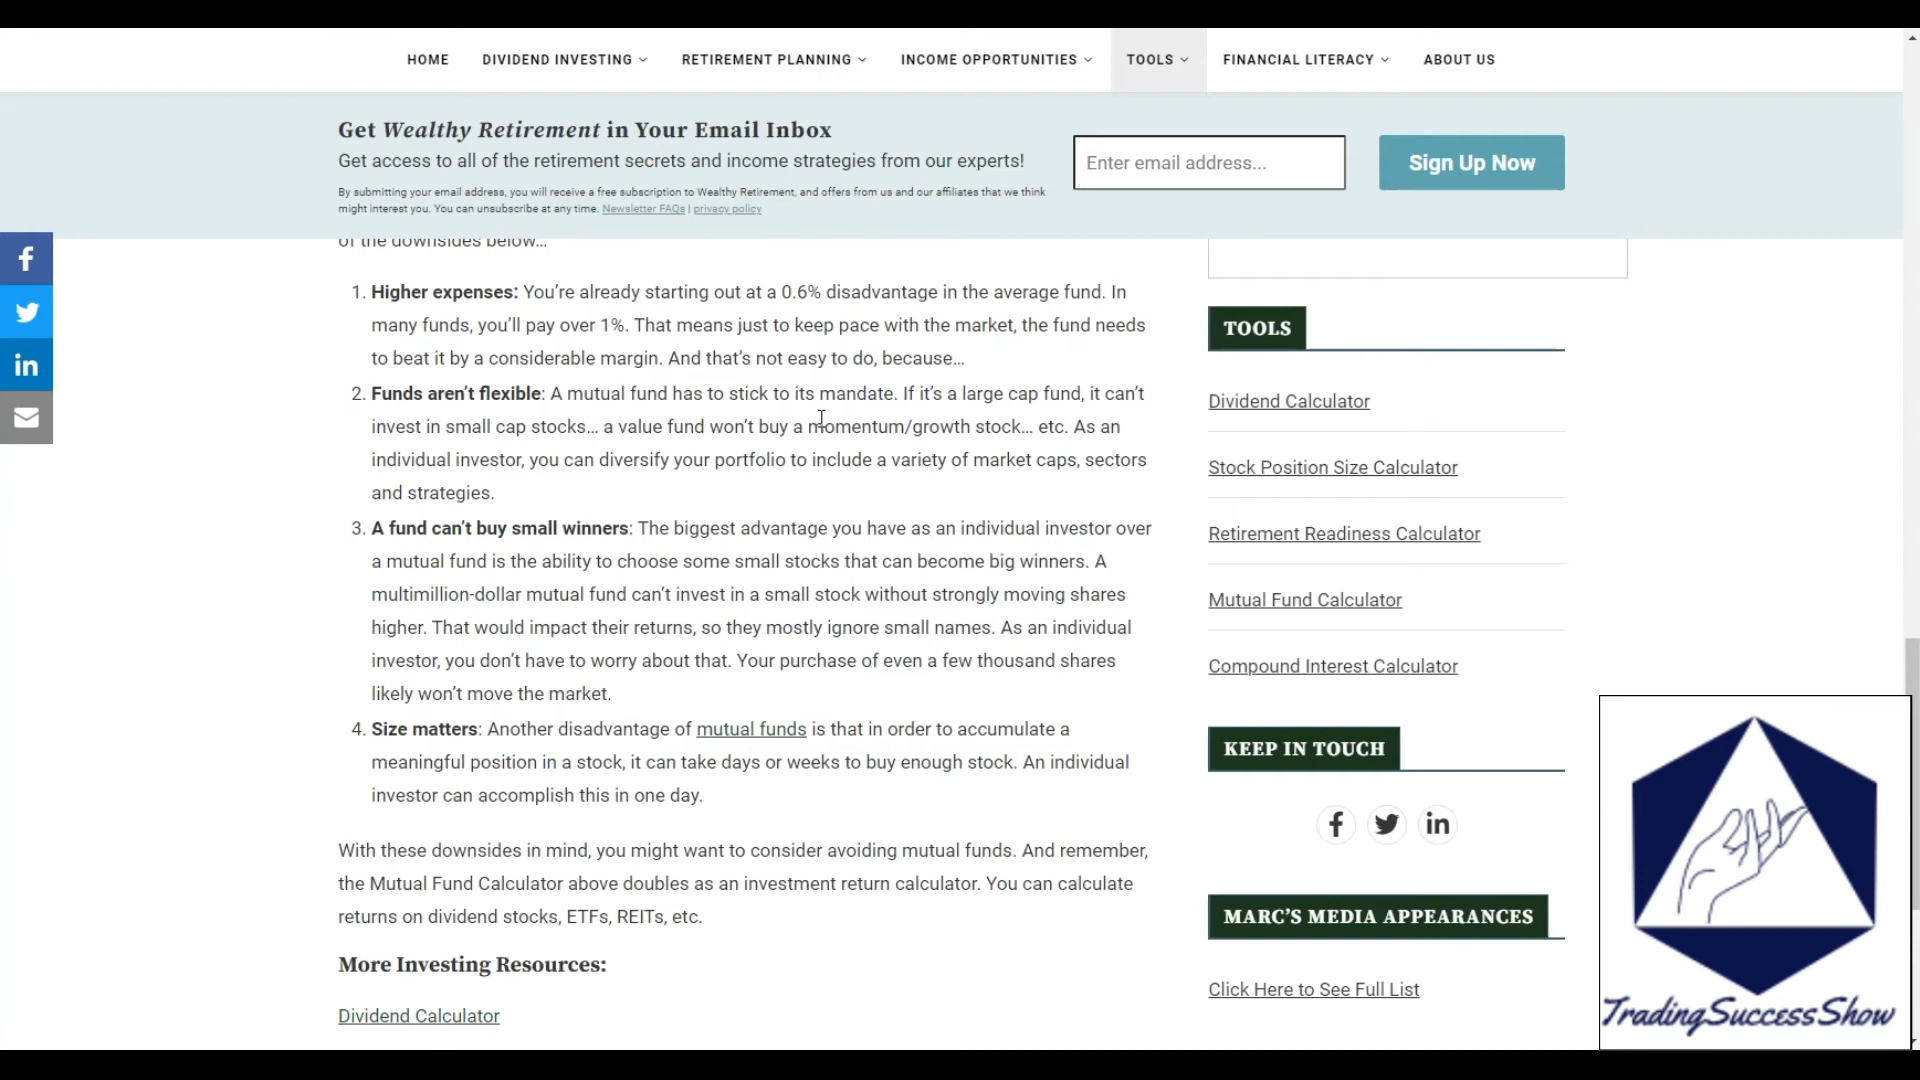 HOME DIVIDEND INVESTING RETIREMENT PLANNING INCOME OPPORTUNITIES TOOLS FINANCIAL LITERACY ABOUT US
Get Wealthy Retirement in Your Email Inbox
Get access to all of the retirement secrets and income strategies from our experts!
By submitting your email address, you will receive a free subscription to Wealthy Retirement, and offers from us and our affiliates that we think
might interest you. You can unsubscribe at any time. Newsletter FAQs | privacy policy
Enter email address...
Sign Up Now
of the downsides below…
1. Higher expenses: You’re already starting out at a 0.6% disadvantage in the average fund. In
many funds, you’ll pay over 1%. That means just to keep pace with the market, the fund needs
to beat it by a considerable margin. And that’s not easy to do, because…
2. Funds aren’t flexible: A mutual fund has to stick to its mandate. If it’s a large cap fund, it can’t
invest in small cap stocks… a value fund won’t buy a momentum/growth stock… etc. As an
individual investor, you can diversify your portfolio to include a variety of market caps, sectors
and strategies.
3. A fund can’t buy small winners: The biggest advantage you have as an individual investor over
a mutual fund is the ability to choose some small stocks that can become big winners. A
multimillion-dollar mutual fund can’t invest in a small stock without strongly moving shares
higher. That would impact their returns, so they mostly ignore small names. As an individual
investor, you don’t have to worry about that. Your purchase of even a few thousand shares
likely won’t move the market.
4. Size matters: Another disadvantage of mutual funds is that in order to accumulate a
meaningful position in a stock, it can take days or weeks to buy enough stock. An individual
investor can accomplish this in one day.
With these downsides in mind, you might want to consider avoiding mutual funds. And remember,
the Mutual Fund Calculator above doubles as an investment return calculator. You can calculate
returns on dividend stocks, ETFs, REITs, etc.
More Investing Resources:
Dividend Calculator
TOOLS
Dividend Calculator
Stock Position Size Calculator
Retirement Readiness Calculator
Mutual Fund Calculator
Compound Interest Calculator
KEEP IN TOUCH
MARC’S MEDIA APPEARANCES
Click Here to See Full List
TradingSuccessShow